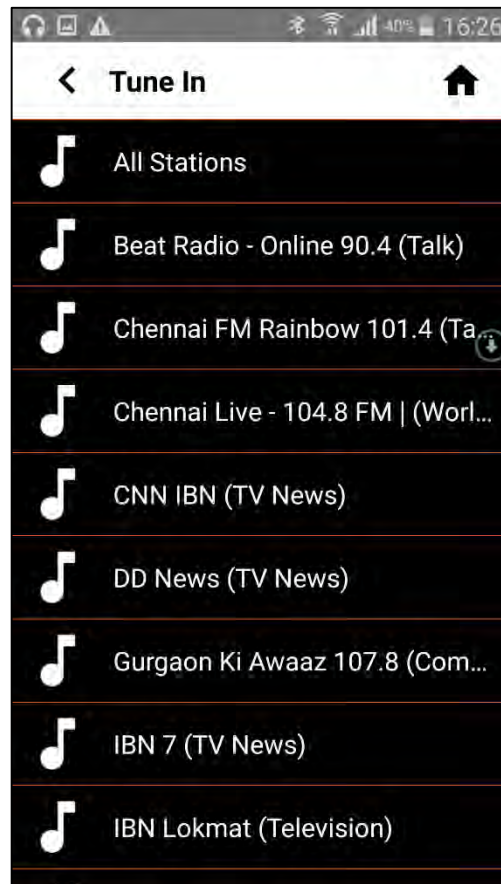 40% 16:26
Tune In
All Stations
Beat Radio - Online 90.4 (Talk)
Chennai FM Rainbow 101.4 (Ta...
Chennai Live - 104.8 FM | (Worl...
CNN IBN (TV News)
DD News (TV News)
Gurgaon Ki Awaaz 107.8 (Com...
IBN 7 (TV News)
IBN Lokmat (Television)